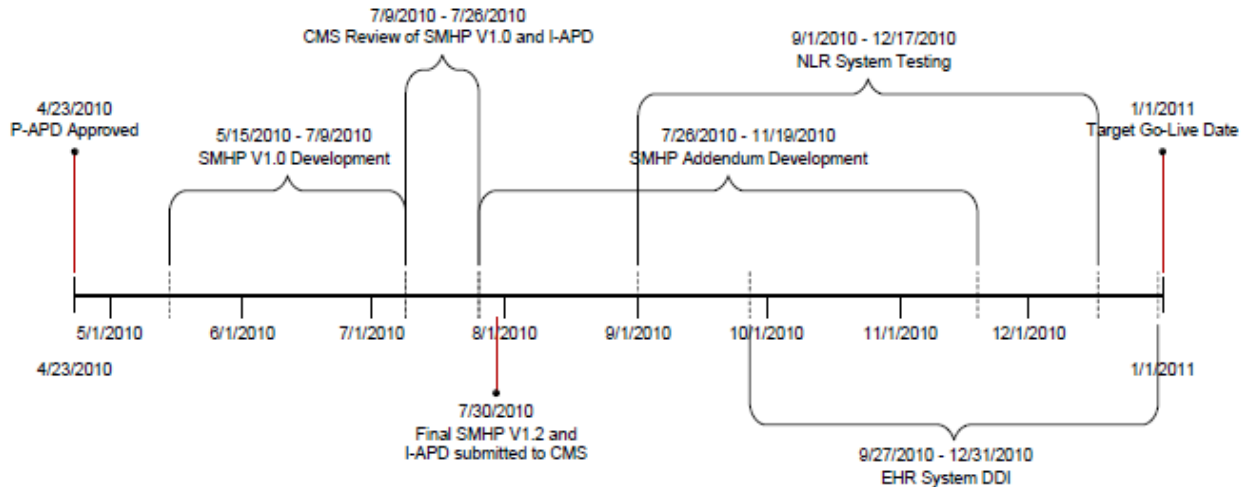 7/9/2010 - 7/26/2010
CMS Review of SMHP V1.0 and I-APD
9/1/2010 - 12/17/2010
NLR System Testing
4/23/2010
P-APD Approved
1/1/2011
Target Go-Live Date
5/15/2010 - 7/9/2010
SMHP V1.0 Development
7/26/2010 - 11/19/2010
SMHP Addendum Development
5/1/2010
6/1/2010
7/1/2010
8/1/2010
9/1/2010
10/1/2010
11/1/2010
12/1/2010
4/23/2010
1/1/2011
7/30/2010
Final SMHP V1.2 and
I-APD submitted to CMS
9/27/2010 - 12/31/2010
EHR System DDI